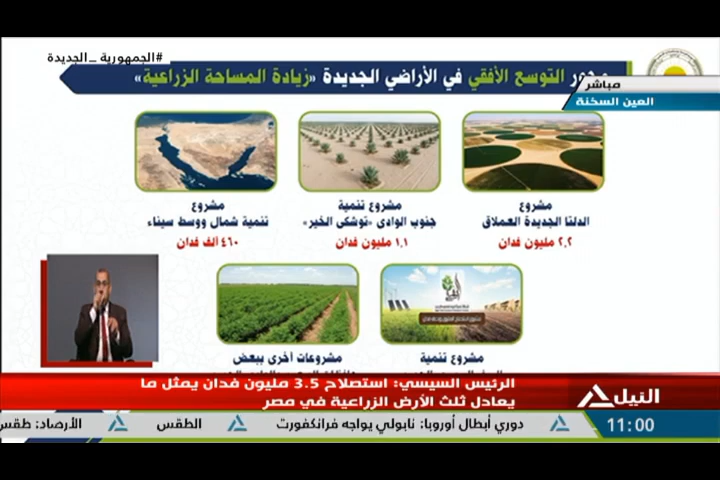 #الجمهورية_الجديدة
التوسع الأفقي في الأراضي الجديدة «زيادة المساحة الزراعية»
مباشر
العين السخنة
مشروع
الدلتا الجديدة العملاق
٢.٢ مليون فدان
مشروع تنمية
جنوب الوادى «توشكى الخير»
١.١ مليون فدان
مشروع
تنمية شمال ووسط سيناء
٤٦٠ ألف فدان
مشروع تنمية
مشروعات أخرى ببعض
الرئيس السيسي: استصلاح 3.5 مليون فدان يمثل ما
يعادل ثلث الأرض الزراعية في مصر
النيل
11:00
دوري أبطال أوروبا: نابولي يواجه فرانكفورت
الطقس
الأرصاد: طقس